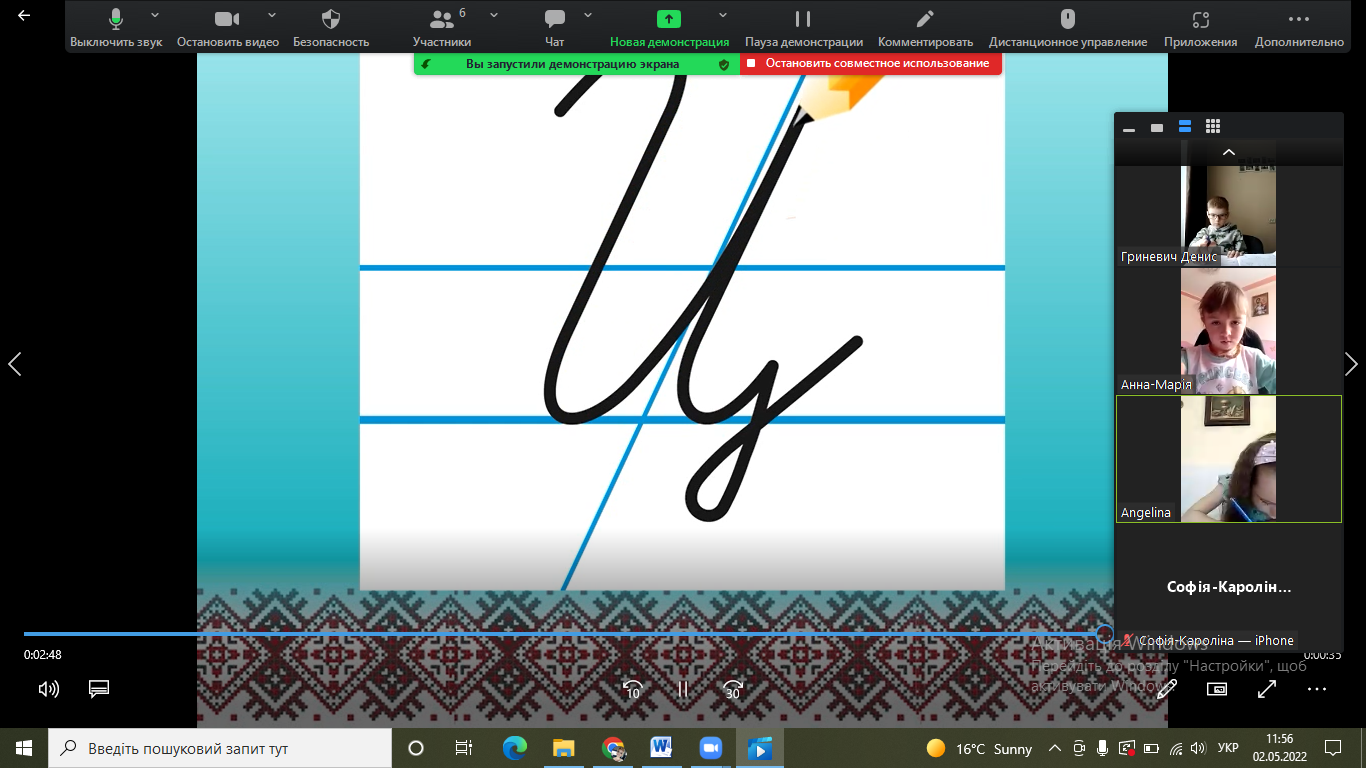 6
Выключить звук Остановить видео Безопасность Участники Чат Новая демонстрация Пауза демонстрации Комментировать Дистанционное управление Приложения Дополнительно
Вы запустили демонстрацию экрана Остановить совместное использование
Ц
Гриневич Денис
Анна-Марія
Angelina
Софія-Каролін...
Софія-Кароліна — iPhone
Активація Windows
Перейдіть до розділу "Настройки", щоб
активувати Windows.
0:02:48 0:00:35
10 30
Введіть пошуковий запит тут
16°C Sunny
УКР
11:56
02.05.2022